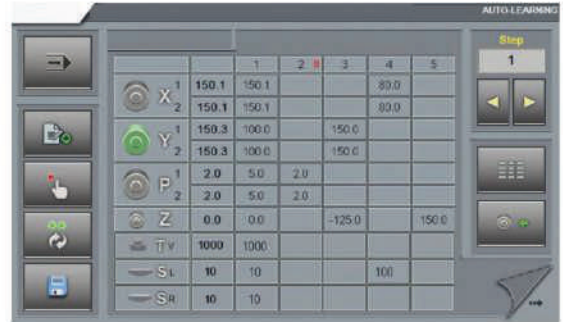 AUTO-LEARNING
Step
1
1 2 3 4 5
X 1 150.1 150.1 80.0
2 150.1 150.1 80.0
Y 1 150.3 100.0 150.0
2 150.3 100.0 150.0
P 1 2.0 5.0 2.0
2 2.0 5.0 2.0
Z 0.0 0.0 -125.0 150.0
TV 1000 1000
SL 10 10 100
SR 10 10